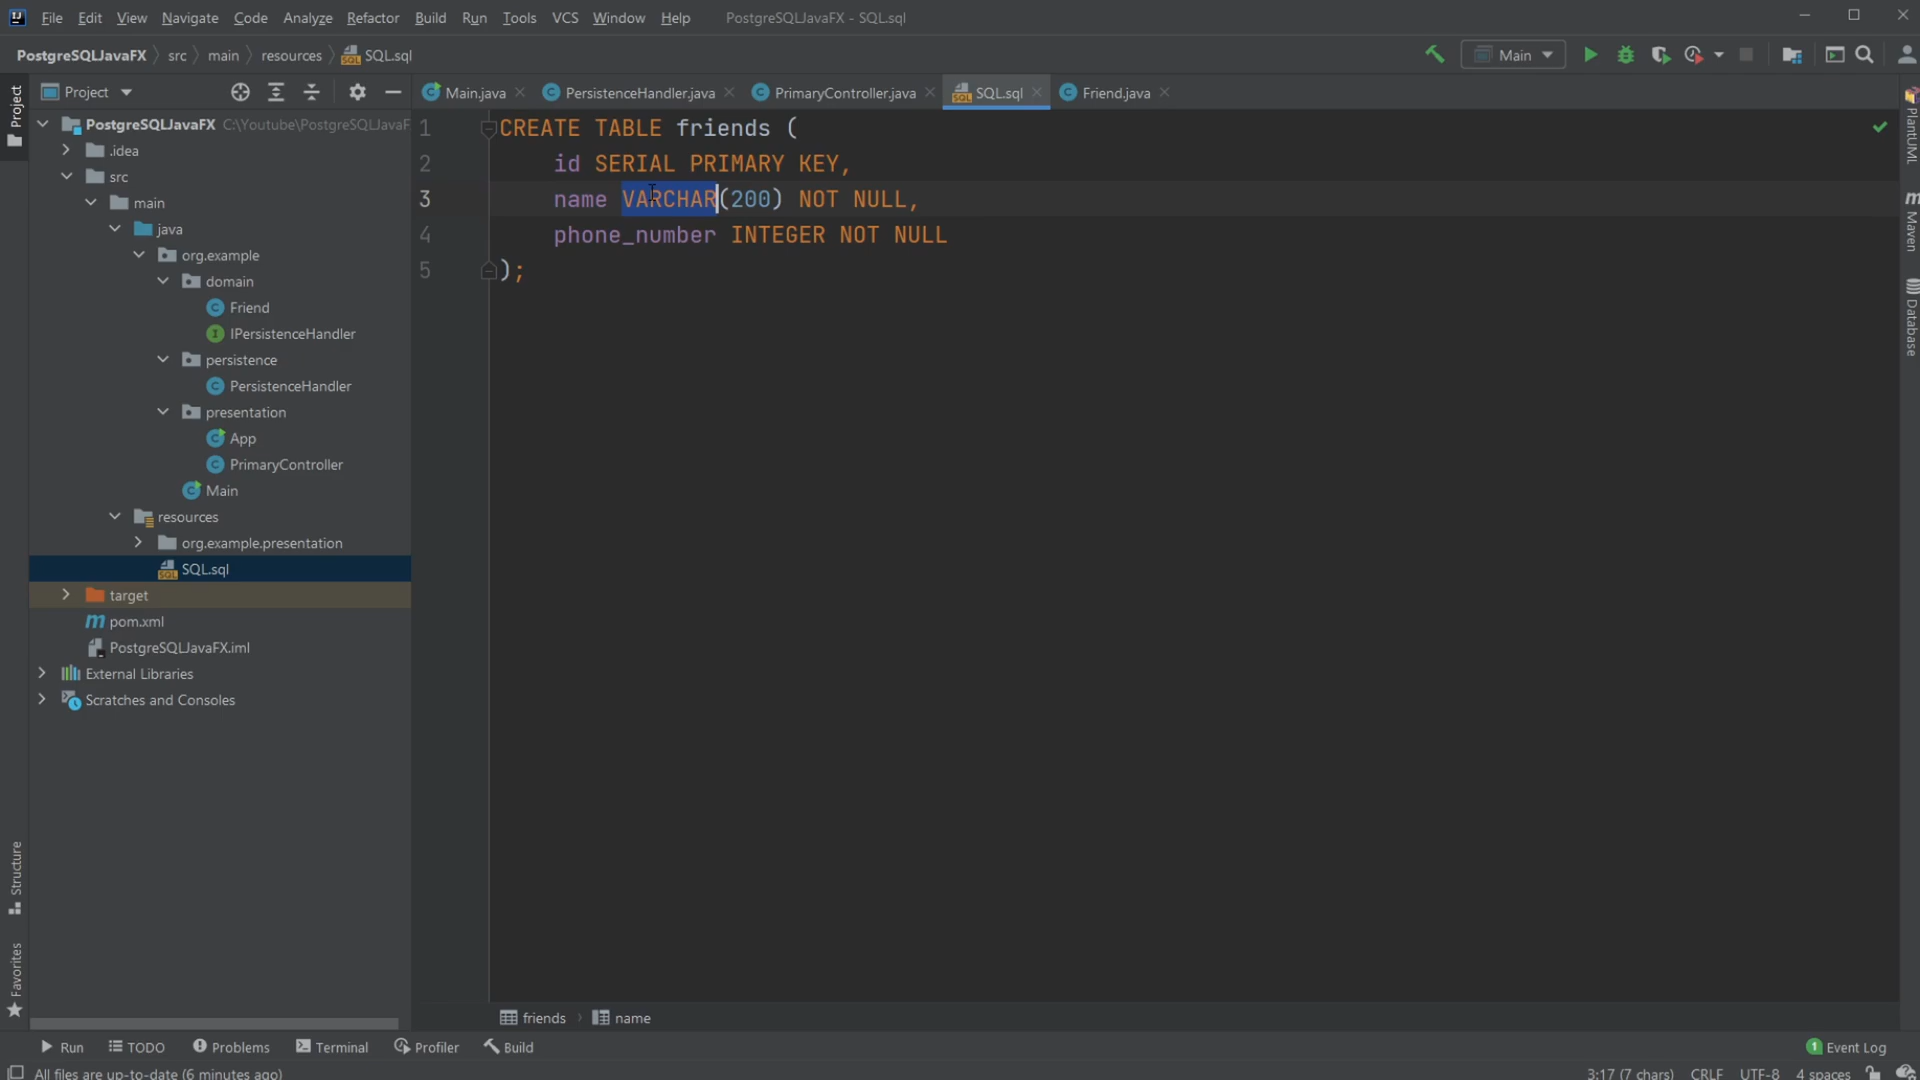 File Edit View Navigate Code Analyze Refactor Build Run Tools VCS Window Help PostgreSQLJavaFX - SQL.sql
PostgreSQLJavaFX src main resources SQL.sql Main
Project
Main.java PersistenceHandler.java PrimaryController.java SQL.sql Friend.java
Project
PostgreSQLJavaFX C:\Youtube\PostgreSQLJavaF
.idea
src
main
java
org.example
domain
Friend
IPersistenceHandler
persistence
PersistenceHandler
presentation
App
PrimaryController
Main
resources
org.example.presentation
SQL.sql
target
pom.xml
PostgreSQLJavaFX.iml
External Libraries
Scratches and Consoles
Structure
Favorites
1 CREATE TABLE friends (
2 id SERIAL PRIMARY KEY,
3 name VARCHAR(200) NOT NULL,
4 phone_number INTEGER NOT NULL
5 );
PlantUML
Maven
Database
friends name
Run TODO Problems Terminal Profiler Build 1 Event Log
All files are up-to-date (6 minutes ago) 3:17 (7 chars) CRLF UTF-8 4 spaces